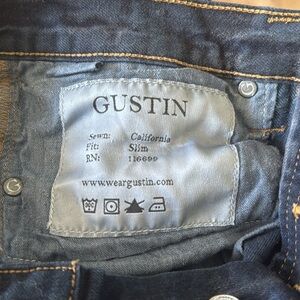 GUSTIN
Sewn: California
Fit: Slim
RN: 116699
www.weargustin.com